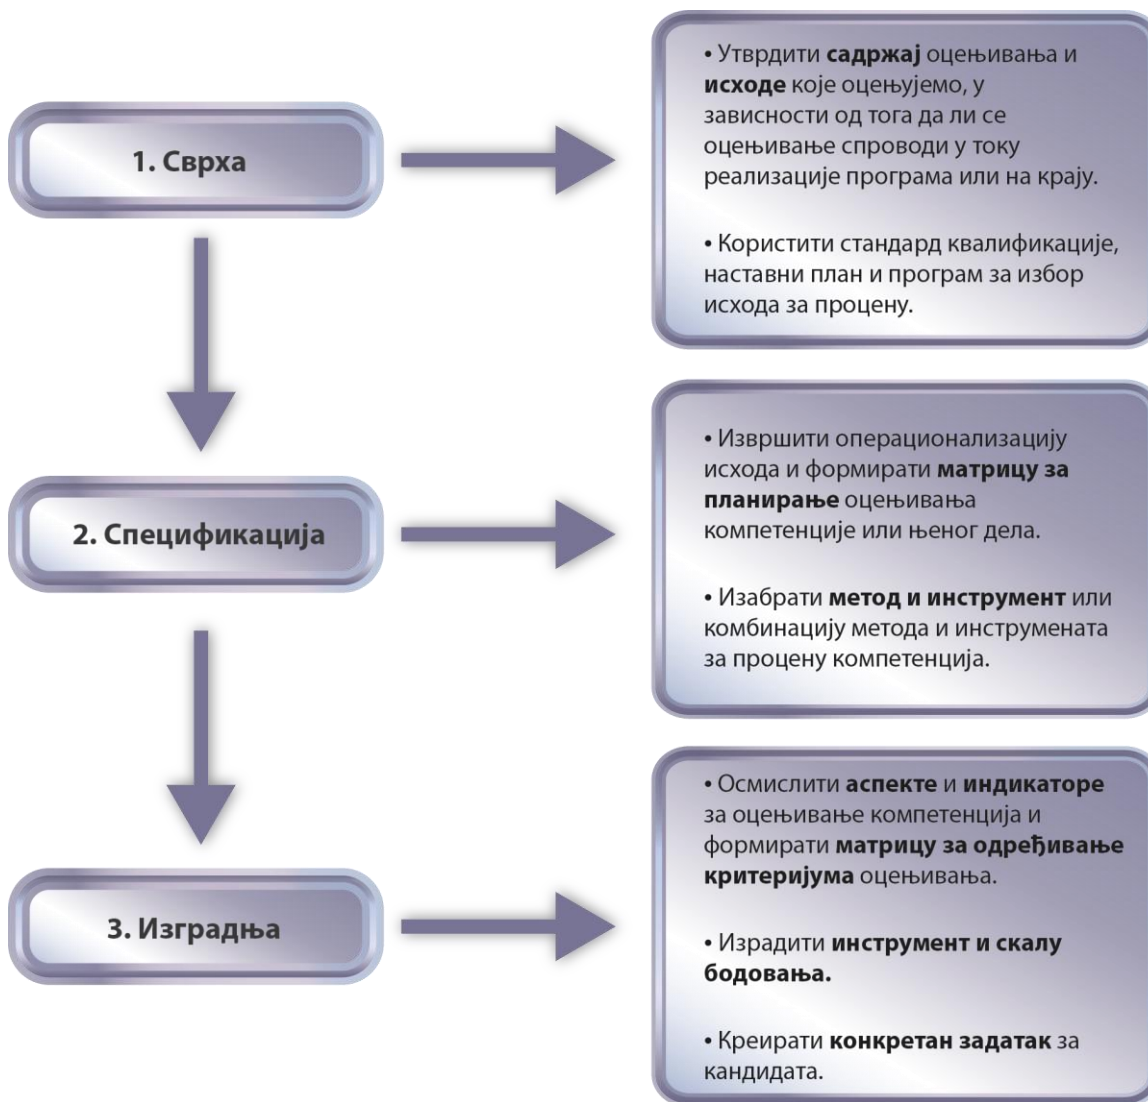 1. Сврха
• Утврдити садржај оцењивања и
исходе које оцењујемо, у
зависности од тога да ли се
оцењивање спроводи у току
реализације програма или на крају.
• Користити стандард квалификације,
наставни план и програм за избор
исхода за процену.
2. Спецификација
• Извршити операционализацију
исхода и формирати матрицу за
планирање оцењивања
компетенције или њеног дела.
• Изабрати метод и инструмент или
комбинацију метода и инструмената
за процену компетенција.
3. Изградња
• Осмислити аспекте и индикаторе
за оцењивање компетенција и
формирати матрицу за одређивање
критеријума оцењивања.
• Израдити инструмент и скалу
бодовања.
• Креирати конкретан задатак за
кандидата.